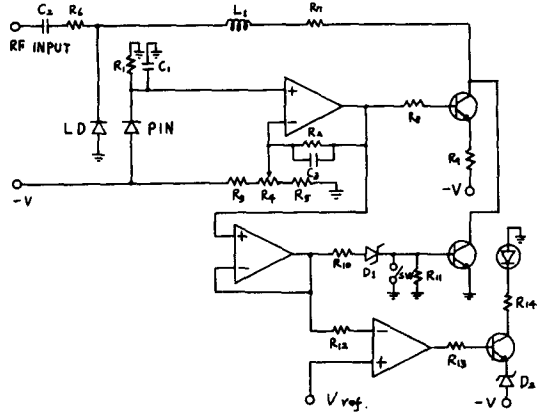 C2 R6 L1 R7
RF INPUT
R1 C1
LD PIN
+
−
R2
C3
R8
R9
−V
−V
R3 R4 R5
+
−
R10 D1 SW R11
R12
−
+
R13
R14
D2
Vref.
−V